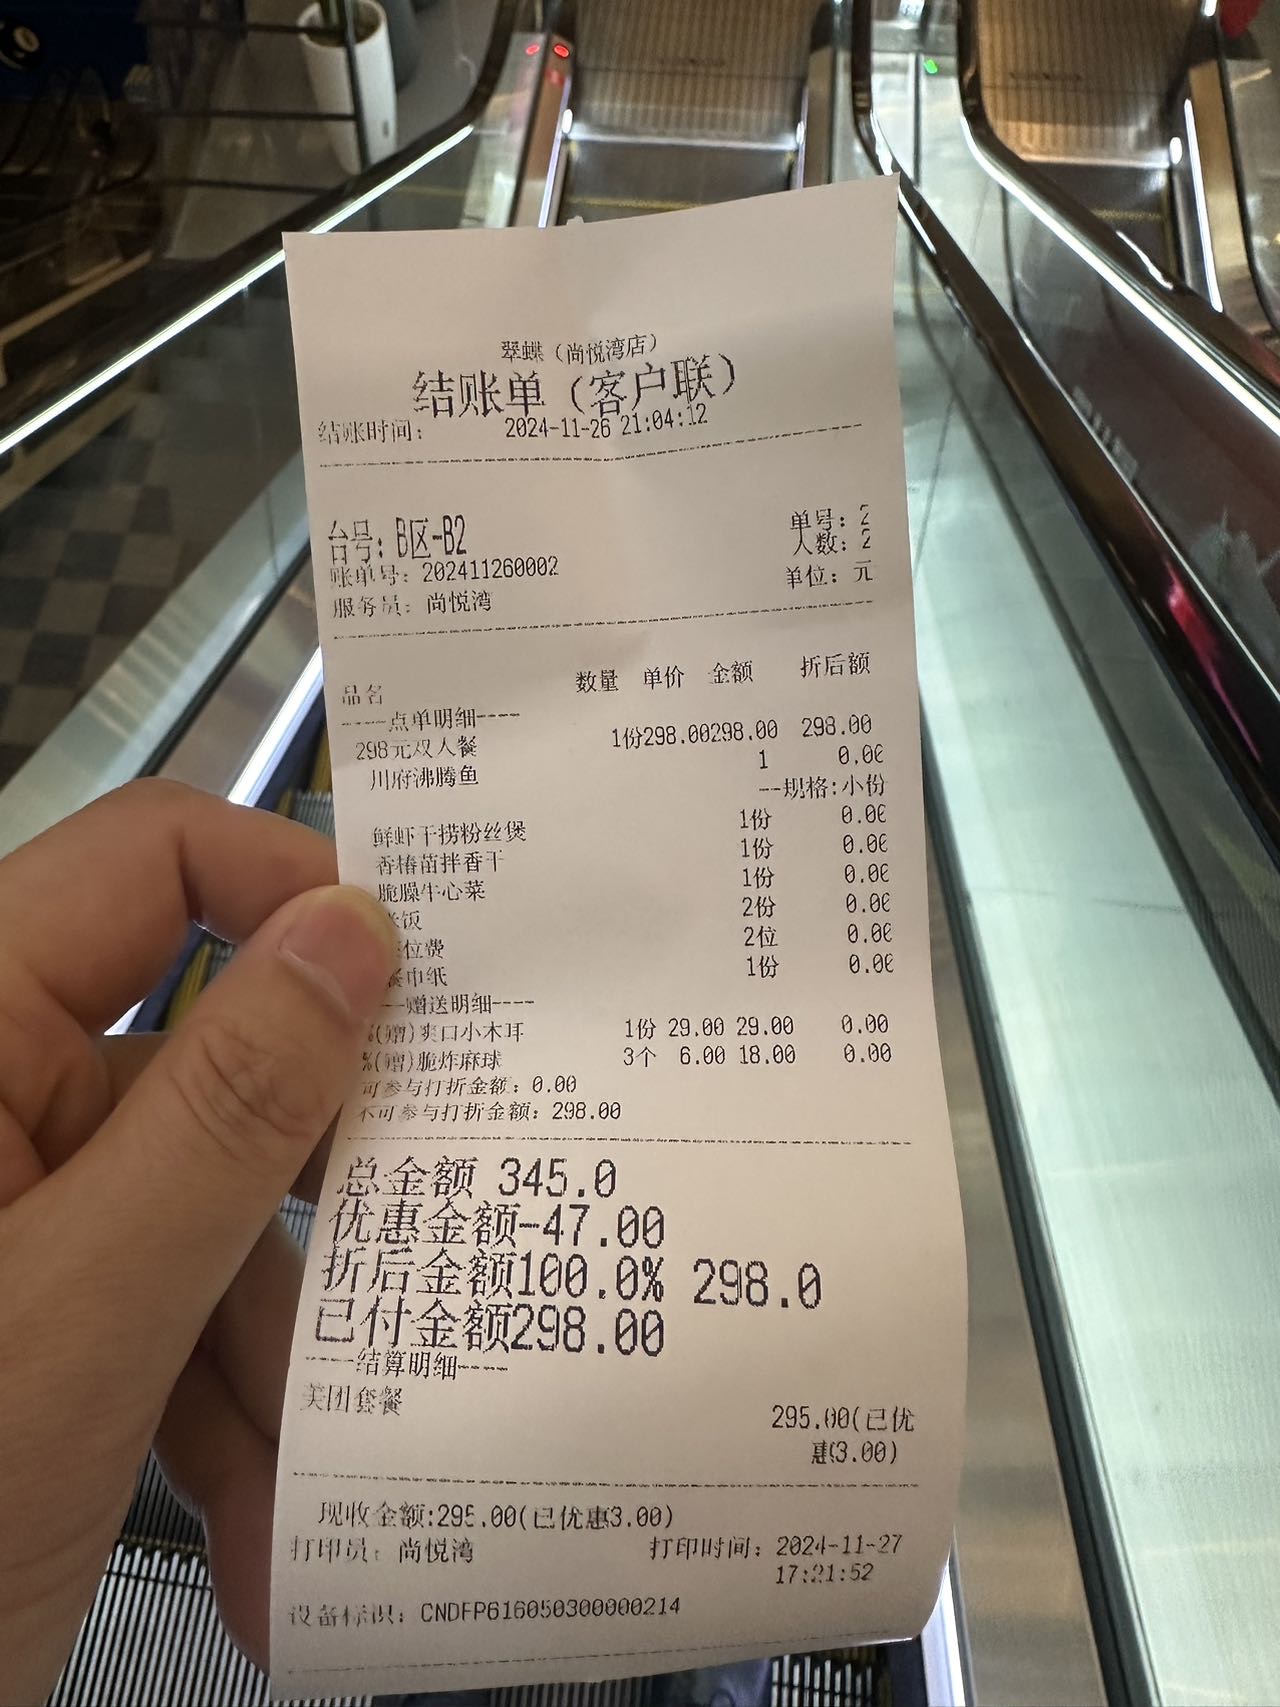 翠蝶（尚悦湾店）
结账单（客户联）
结账时间： 2024-11-26 21:04:12
台号：B区-B2 单号：2
人数：2
账单号：202411260002
服务员：尚悦湾 单位：元
品名 数量 单价 金额 折后额
----点单明细----
298元双人餐 1份298.00298.00 298.00
川府沸腾鱼 1 0.00
--规格:小份
鲜虾干捞粉丝煲 1份 0.00
香椿苗拌香干 1份 0.00
脆臊牛心菜 1份 0.00
米饭 2份 0.00
位费 2位 0.00
餐巾纸 1份 0.00
----赠送明细----
%(赠)爽口小木耳 1份 29.00 29.00 0.00
%(赠)脆炸麻球 3个 6.00 18.00 0.00
可参与打折金额：0.00
不可参与打折金额：298.00
总金额 345.0
优惠金额-47.00
折后金额100.0% 298.0
已付金额298.00
----结算明细----
美团套餐 295.00(已优
惠3.00)
现收金额:295.00(已优惠3.00)
打印员：尚悦湾 打印时间：2024-11-27
17:21:52
设备标识：CNDFP616050300000214